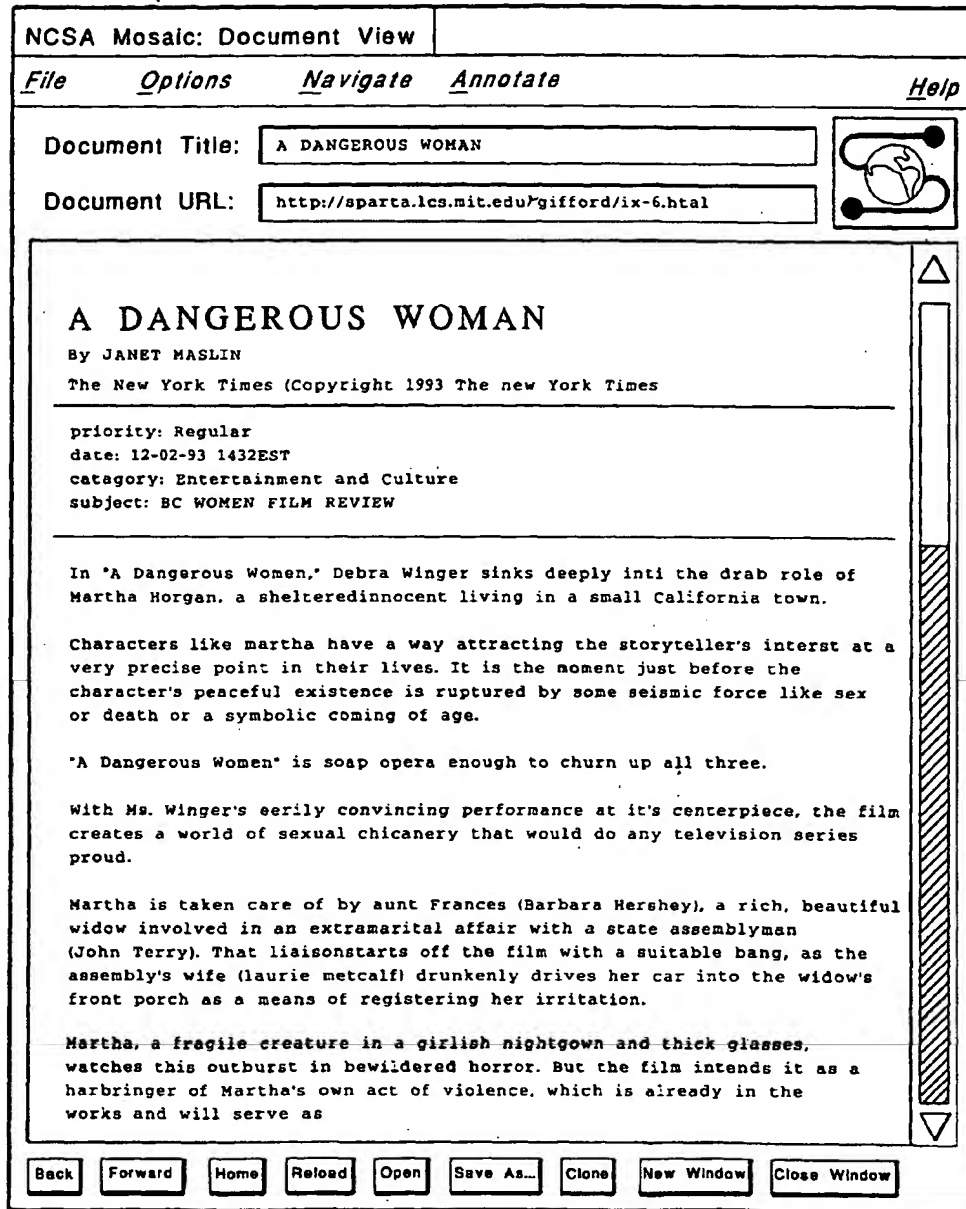 NCSA Mosaic: Document View
File Options Navigate Annotate Help
Document Title: A DANGEROUS WOMAN
Document URL: http://sparta.lcs.mit.edu/~gifford/ix-6.htal
A DANGEROUS WOMAN
By JANET MASLIN
The New York Times (Copyright 1993 The new York Times
priority: Regular
date: 12-02-93 1432EST
catagory: Entertainment and Culture
subject: BC WOMEN FILM REVIEW
In "A Dangerous Women," Debra Winger sinks deeply inti the drab role of
Martha Horgan, a shelteredinnocent living in a small California town.
Characters like martha have a way attracting the storyteller's interst at a
very precise point in their lives. It is the moment just before the
character's peaceful existence is ruptured by some seismic force like sex
or death or a symbolic coming of age.
"A Dangerous Women" is soap opera enough to churn up all three.
With Ms. Winger's eerily convincing performance at it's centerpiece, the film
creates a world of sexual chicanery that would do any television series
proud.
Martha is taken care of by aunt Frances (Barbara Hershey), a rich, beautiful
widow involved in an extramarital affair with a state assemblyman
(John Terry). That liaisonstarts off the film with a suitable bang, as the
assembly's wife (laurie metcalf) drunkenly drives her car into the widow's
front porch as a means of registering her irritation.
Martha, a fragile creature in a girlish nightgown and thick glasses,
watches this outburst in bewildered horror. But the film intends it as a
harbringer of Martha's own act of violence, which is already in the
works and will serve as
Back Forward Home Reload Open Save As... Clone New Window Close Window